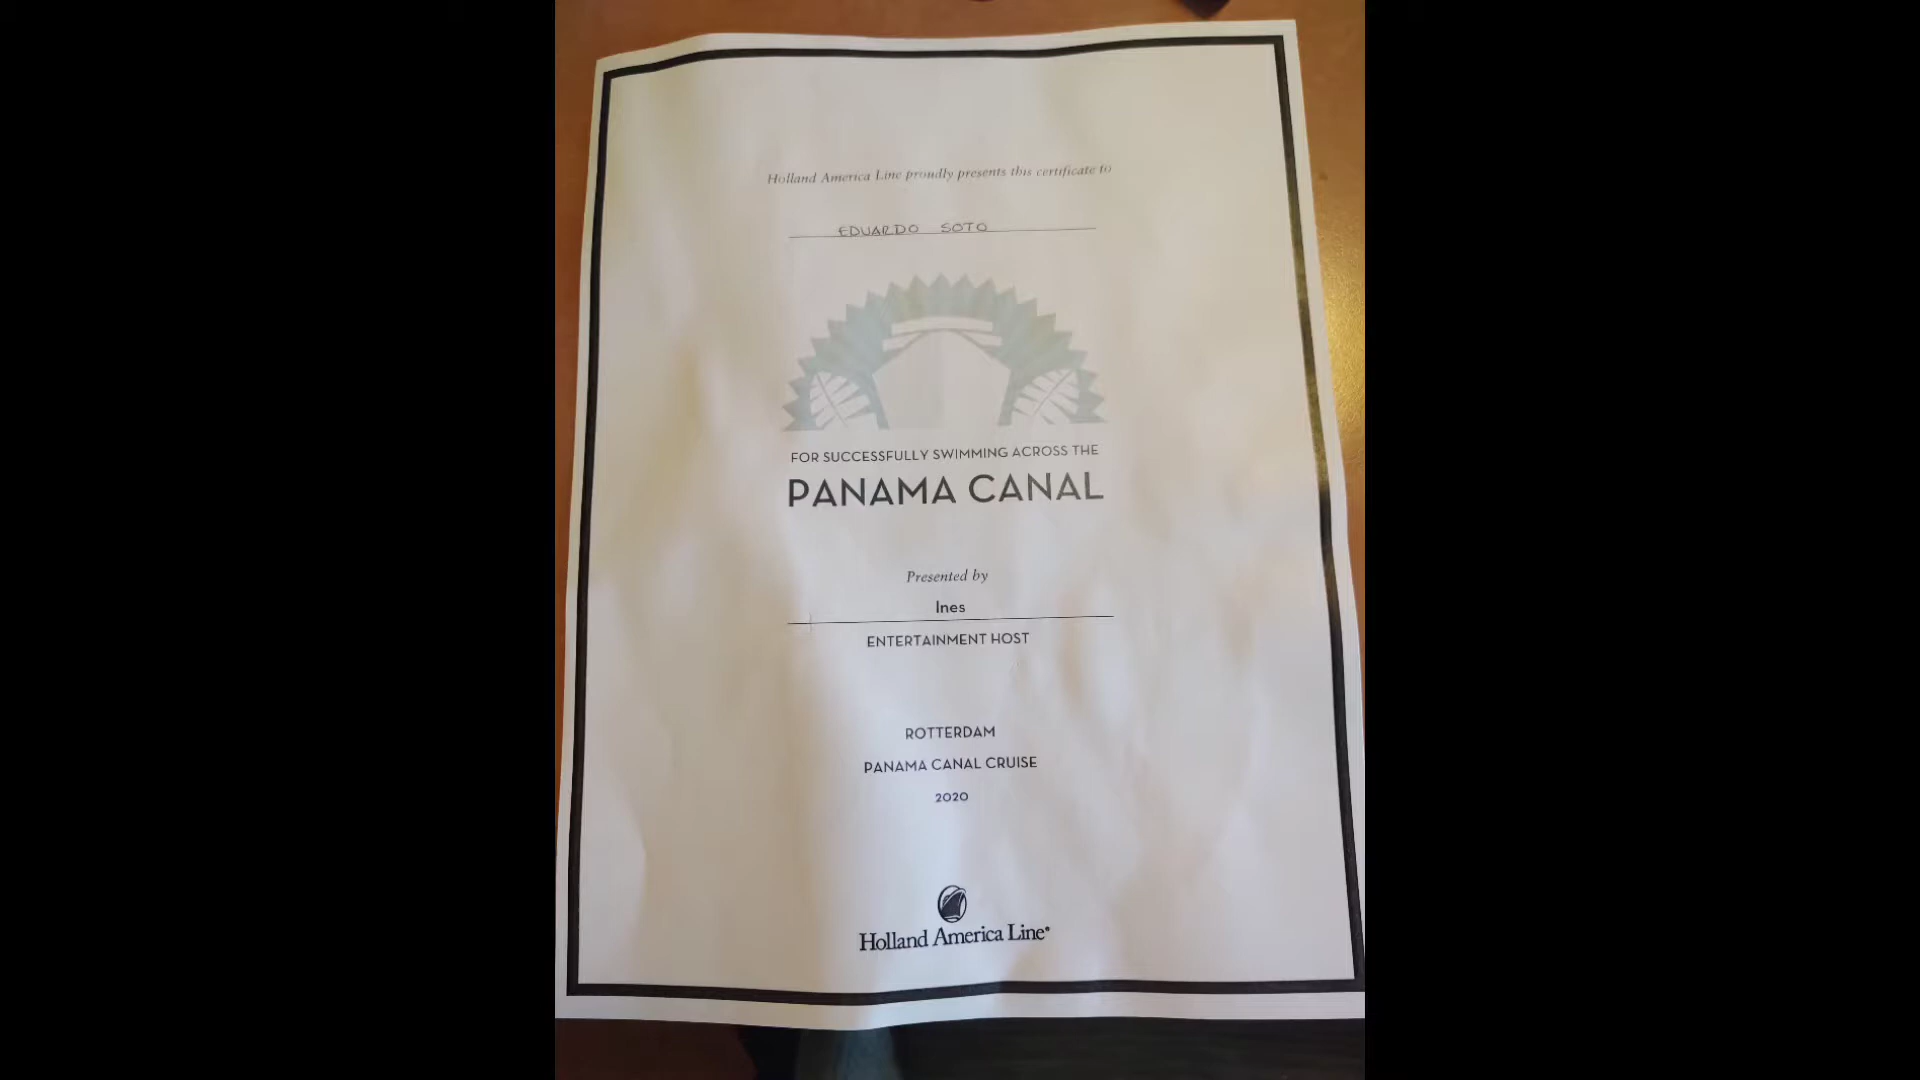 Holland America Line proudly presents this certificate to
EDUARDO SOTO
FOR SUCCESSFULLY SWIMMING ACROSS THE
PANAMA CANAL
Presented by
Ines
ENTERTAINMENT HOST
ROTTERDAM
PANAMA CANAL CRUISE
2020
Holland America Line®